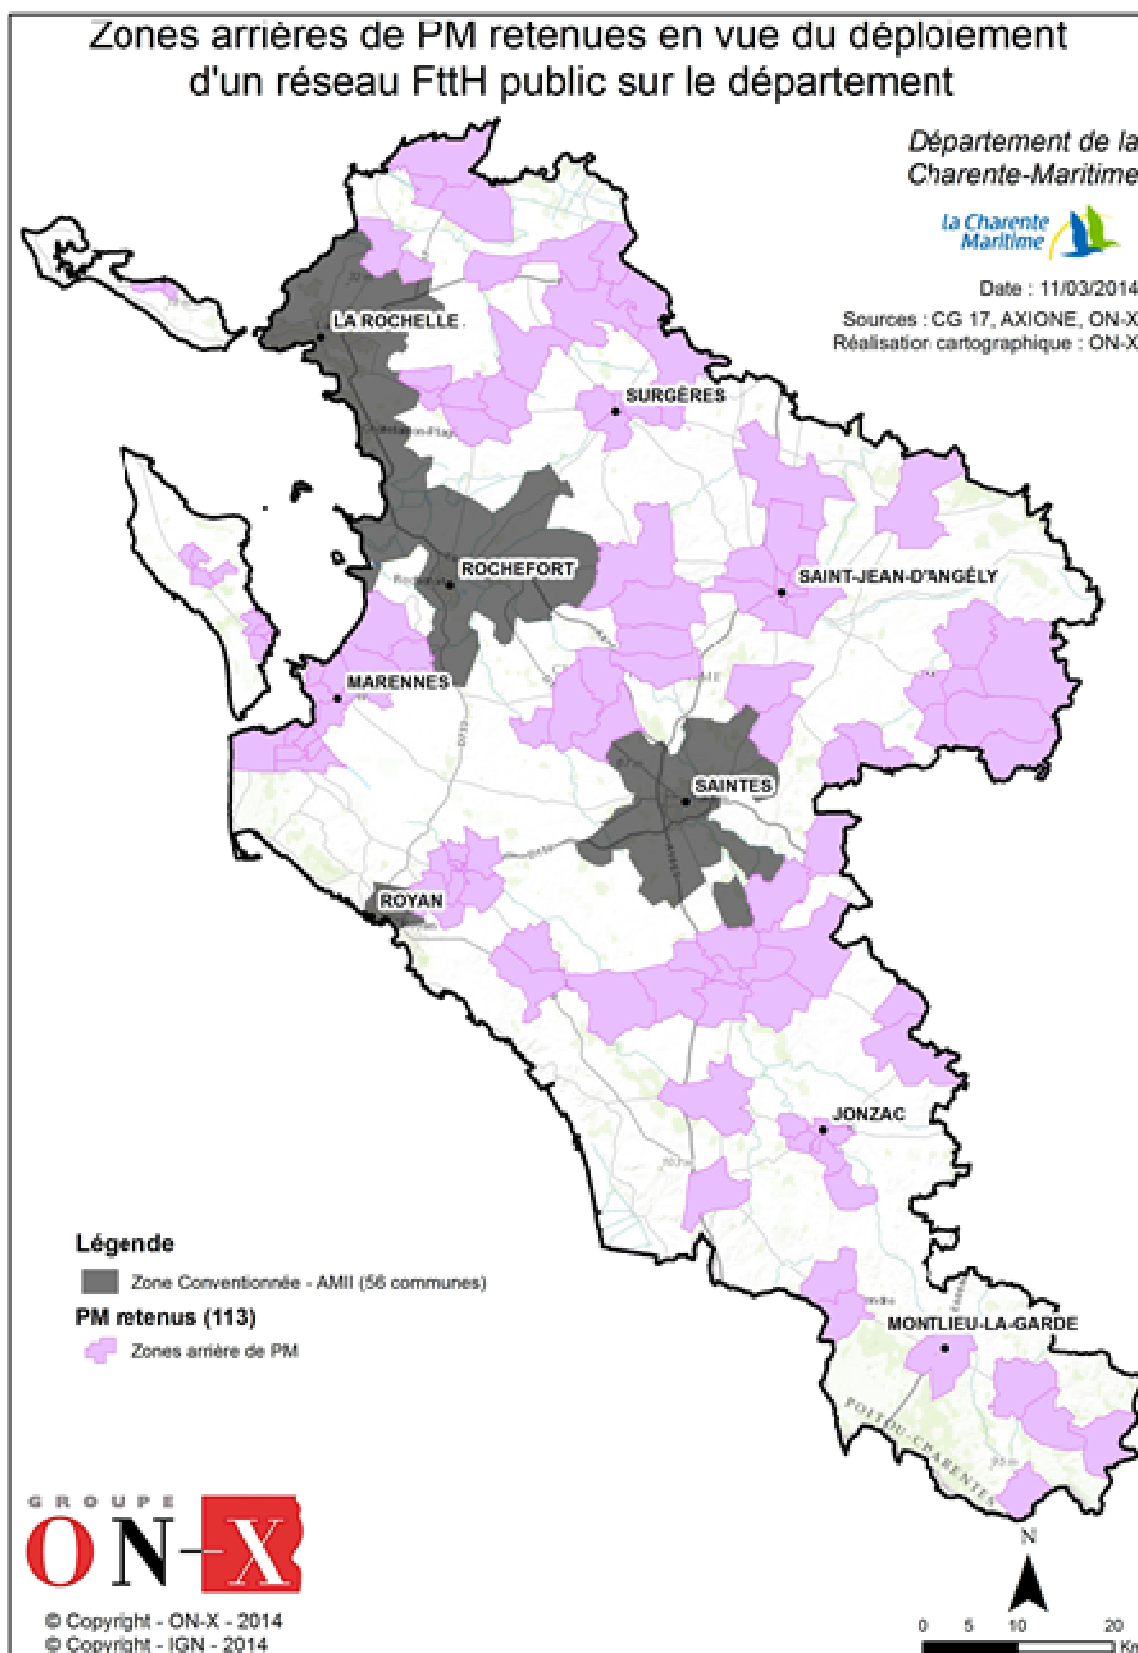 Zones arrières de PM retenues en vue du déploiement
d'un réseau FttH public sur le département
Département de la
Charente-Maritime
la Charente
Maritime
Date : 11/03/2014
Sources : CG 17, AXIONE, ON-X
Réalisation cartographique : ON-X
LA ROCHELLE
SURGÈRES
ROCHEFORT
SAINT-JEAN-D'ANGÉLY
MARENNES
SAINTES
ROYAN
JONZAC
MONTLIEU-LA-GARDE
POITOU-CHARENTES
Légende
Zone Conventionnée - AMII (56 communes)
PM retenus (113)
Zones arrière de PM
GROUPE
ON-X
© Copyright - ON-X - 2014
© Copyright - IGN - 2014
N
0 5 10 20
Km